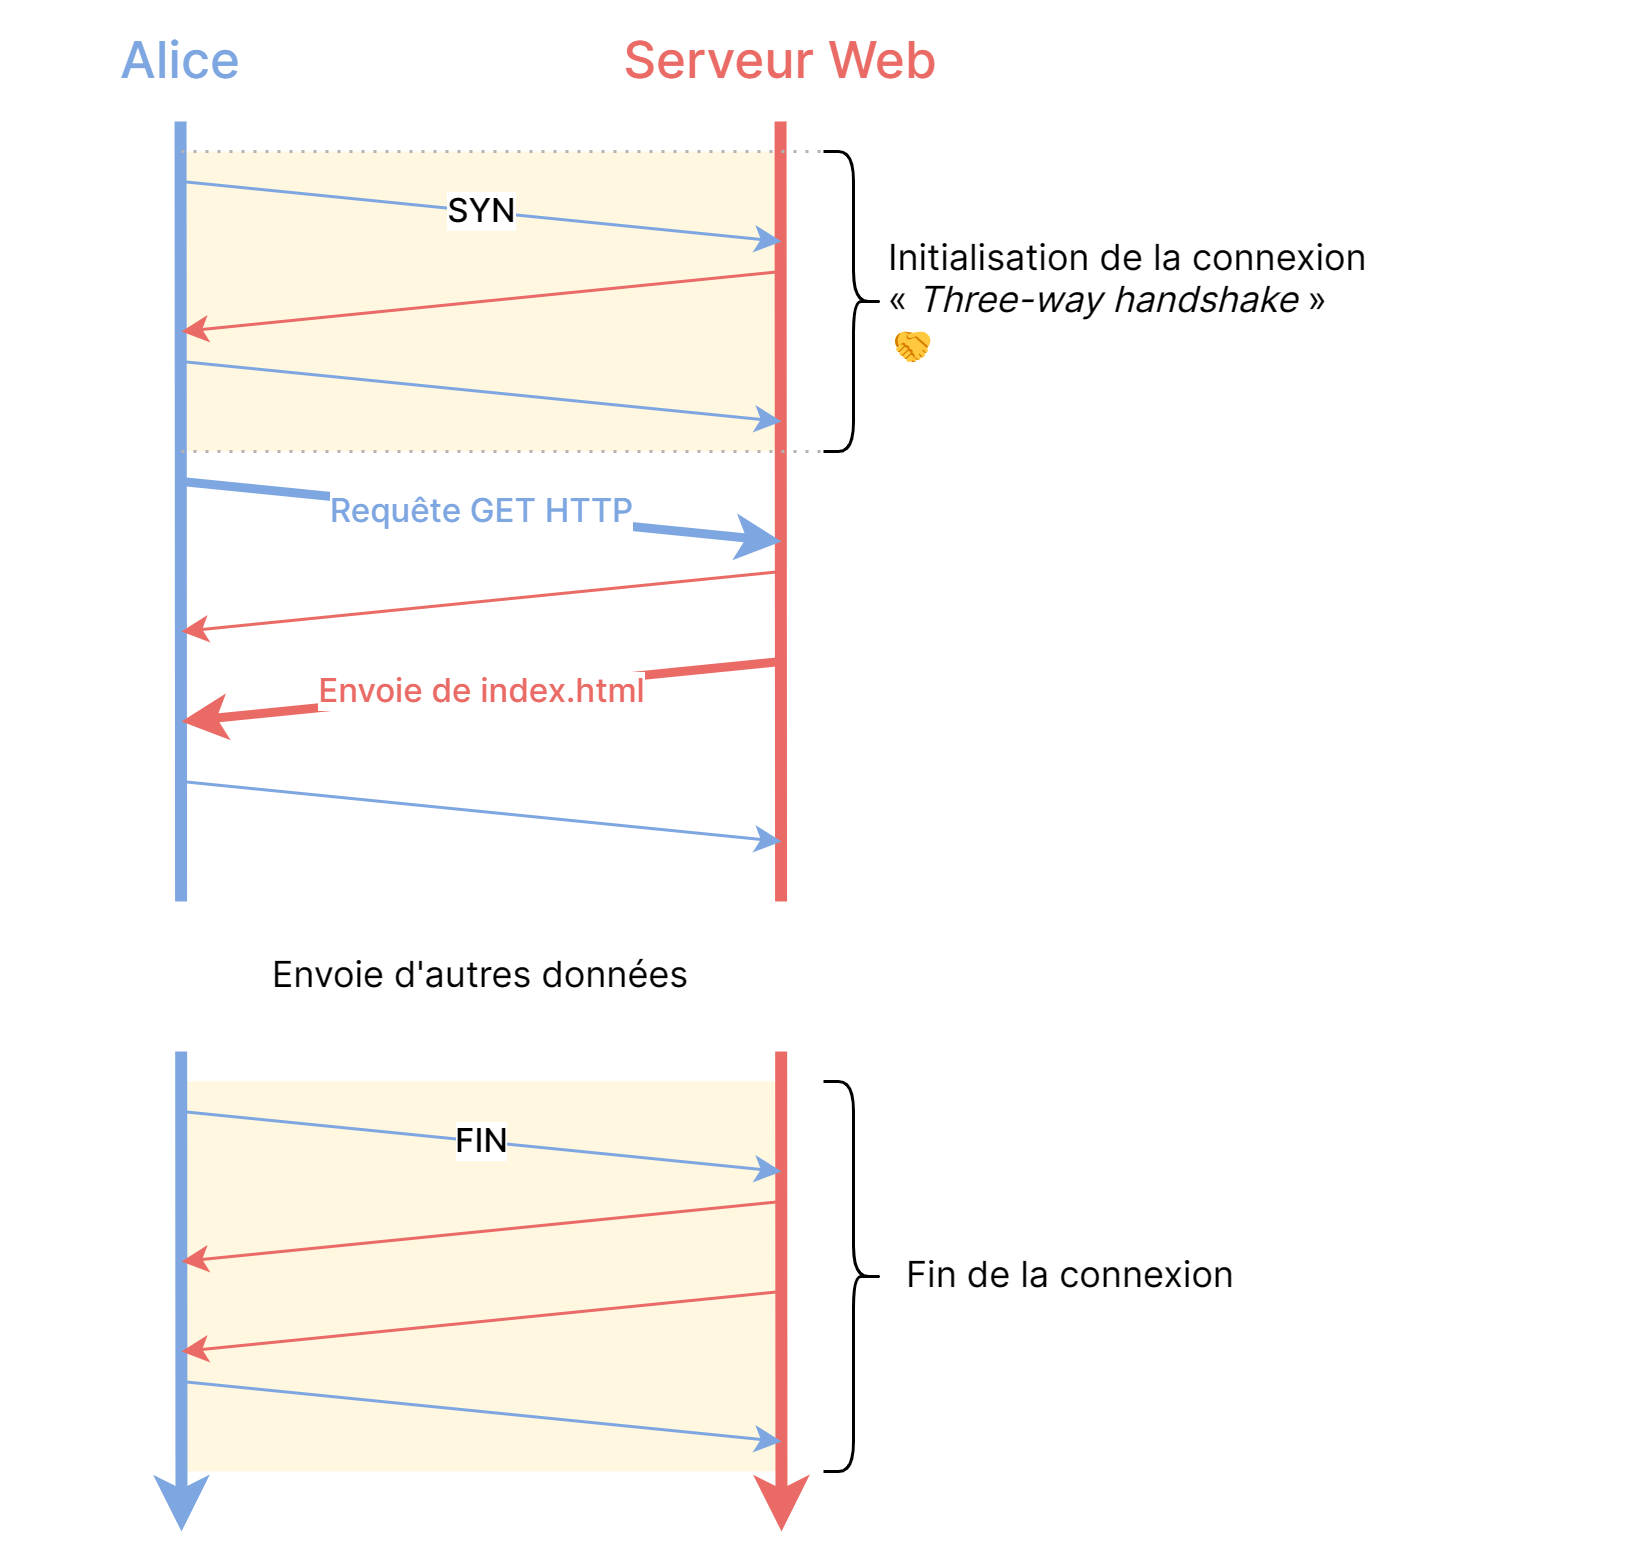 Alice
Serveur Web
SYN
Initialisation de la connexion
« Three-way handshake »
🤝
Requête GET HTTP
Envoie de index.html
Envoie d'autres données
FIN
Fin de la connexion